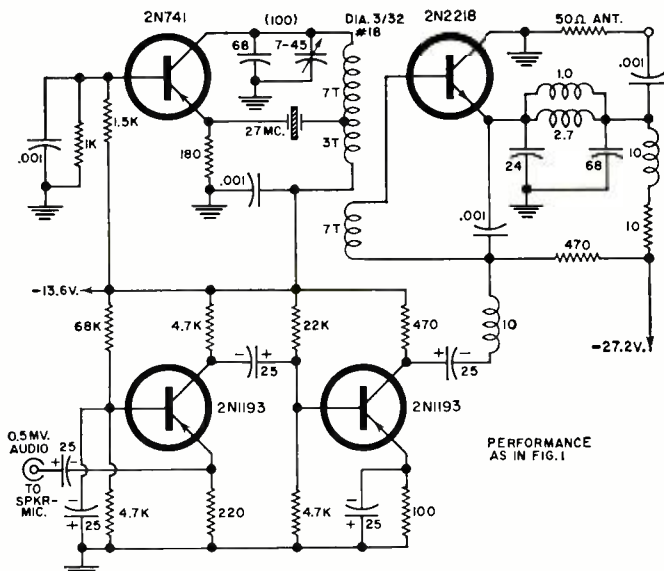 2N741
(100)
DIA. 3/32
#18
2N2218
50Ω ANT.
68
7-45
7T
3T
.001
1K
1.5K
180
27 MC.
.001
7T
1.0
2.7
24
68
.001
.001
10
10
470
-13.6V.
-27.2V.
68K
4.7K
22K
470
10
- +
25
+ -
25
2N1193
2N1193
0.5MV.
AUDIO
25
+ -
TO
SPKR-
MIC.
-
+ 25
4.7K
220
4.7K
-
+ 25
100
PERFORMANCE
AS IN FIG. 1